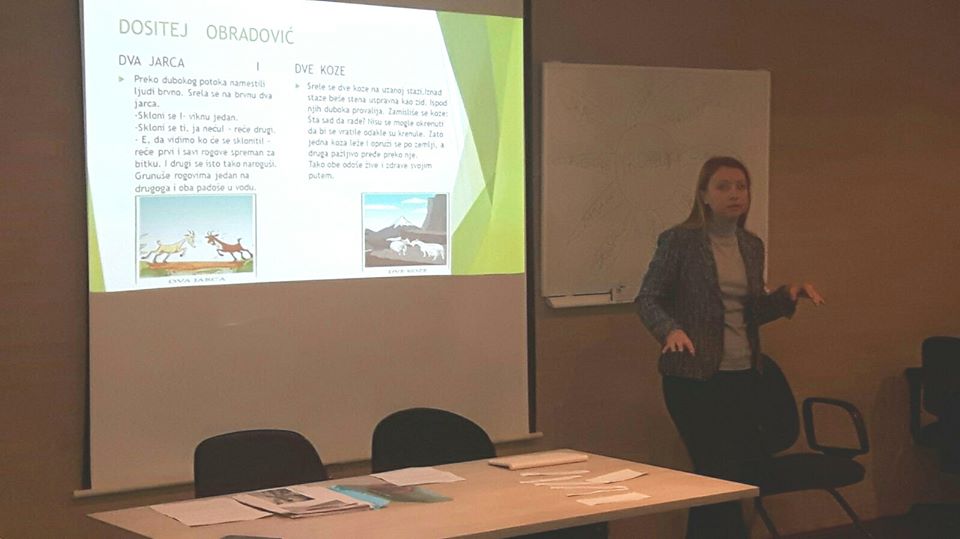 DOSITEJ OBRADOVIĆ
DVA JARCA I
Preko dubokog potoka namestili
ljudi brvno. Srela se na brvnu dva
jarca.
-Skloni se !- viknu jedan.
-Skloni se ti, ja neću! - reče drugi.
- E, da vidimo ko će se skloniti! -
reče prvi i savi rogove spreman za
bitku. I drugi se isto tako naroguši.
Grunuše rogovima jedan na
drugoga i oba padoše u vodu.
DVA JARCA
DVE KOZE
Srele se dve koze na uzanoj stazi.Iznad
staze beše stena uspravna kao zid. Ispod
njih duboka provalija. Zamisliše se koze:
Šta sad da rade? Nisu se mogle okrenuti
da bi se vratile odakle su krenule. Zato
jedna koza leže i opruži se po zemlji, a
druga pažljivo pređe preko nje.
Tako obe odoše žive i zdrave svojim
putem.
DVE KOZE